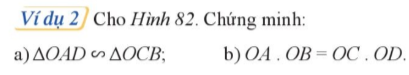 Ví dụ 2 Cho Hình 82. Chứng minh:
a) ΔOAD ∽ ΔOCB; b) OA . OB = OC . OD.